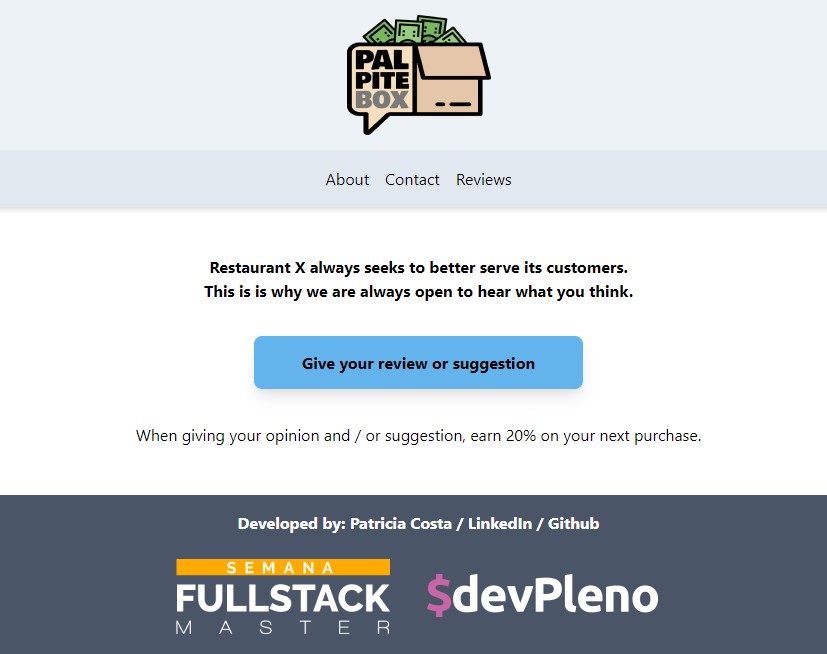 PAL
PITE
BOX
About Contact Reviews
Restaurant X always seeks to better serve its customers.
This is is why we are always open to hear what you think.
Give your review or suggestion
When giving your opinion and / or suggestion, earn 20% on your next purchase.
Developed by: Patricia Costa / LinkedIn / Github
SEMANA
FULLSTACK
MASTER
$devPleno